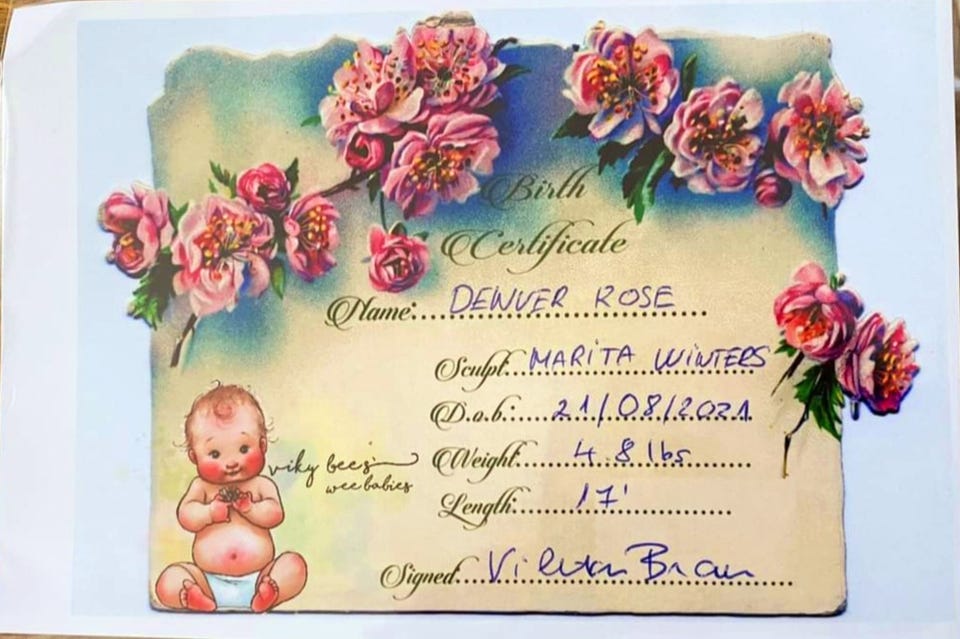 Birth
Certificate
Name:......DENVER ROSE
Sculpt:...MARITA WINTERS
D.o.b.:....21/08/2021
viky bee's
wee babies
Weight:......4.8 lbs
Length:......17'
Signed:...